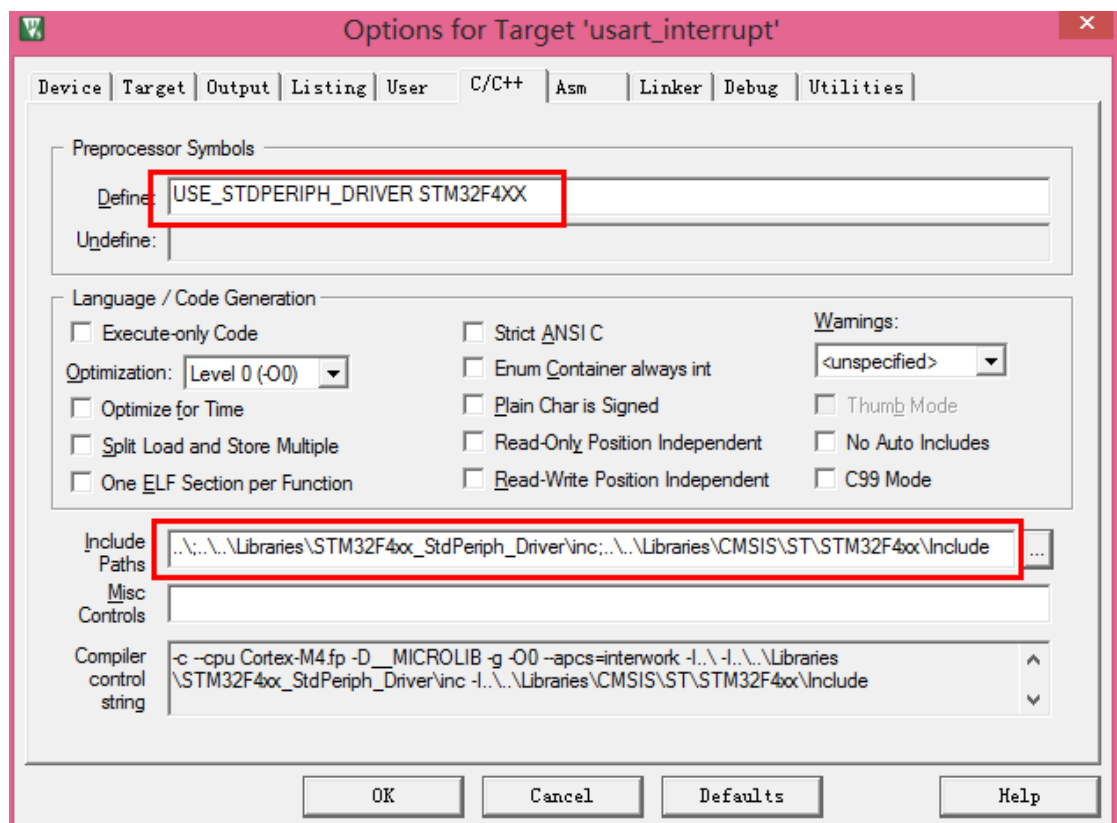 Options for Target 'usart_interrupt'
Device Target Output Listing User C/C++ Asm Linker Debug Utilities
Preprocessor Symbols
Define: USE_STDPERIPH_DRIVER STM32F4XX
Undefine:
Language / Code Generation
Execute-only Code
Strict ANSI C
Warnings:
Optimization: Level 0 (-O0)
Enum Container always int
<unspecified>
Optimize for Time
Plain Char is Signed
Thumb Mode
Split Load and Store Multiple
Read-Only Position Independent
No Auto Includes
One ELF Section per Function
Read-Write Position Independent
C99 Mode
Include Paths
..\;..\..\Libraries\STM32F4xx_StdPeriph_Driver\inc;..\..\Libraries\CMSIS\ST\STM32F4xx\Include
...
Misc Controls
Compiler control string
-c --cpu Cortex-M4.fp -D__MICROLIB -g -O0 --apcs=interwork -I..\ -I..\..\Libraries
\STM32F4xx_StdPeriph_Driver\inc -I..\..\Libraries\CMSIS\ST\STM32F4xx\Include
OK Cancel Defaults Help